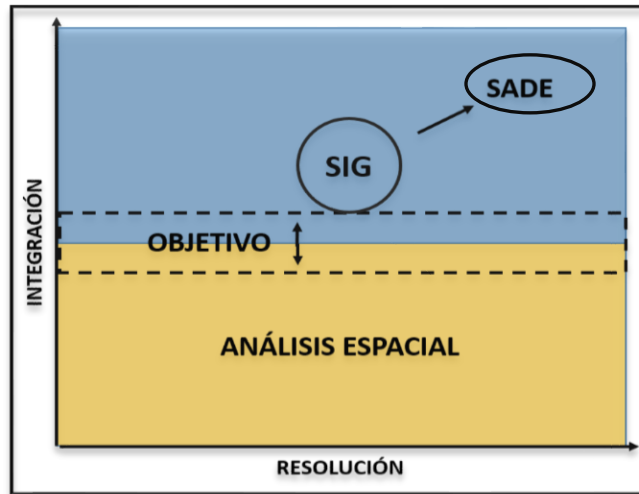 SADE
SIG
OBJETIVO
ANÁLISIS ESPACIAL
INTEGRACIÓN
RESOLUCIÓN